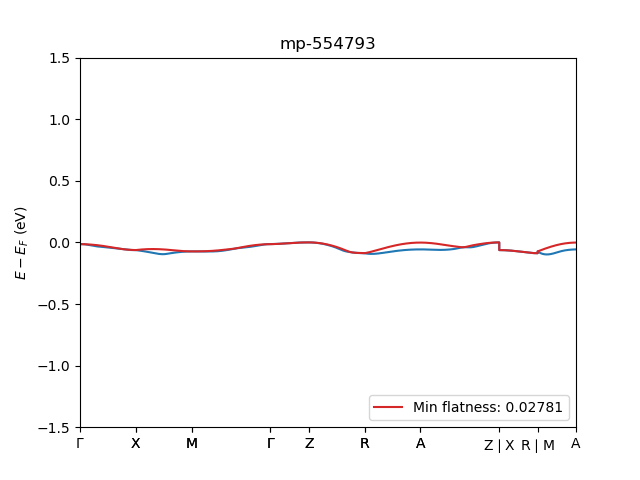 mp-554793
E − E_F (eV)
1.5
1.0
0.5
0.0
−0.5
−1.0
−1.5
Min flatness: 0.02781
Γ X M Γ Z R A Z | X R | M A